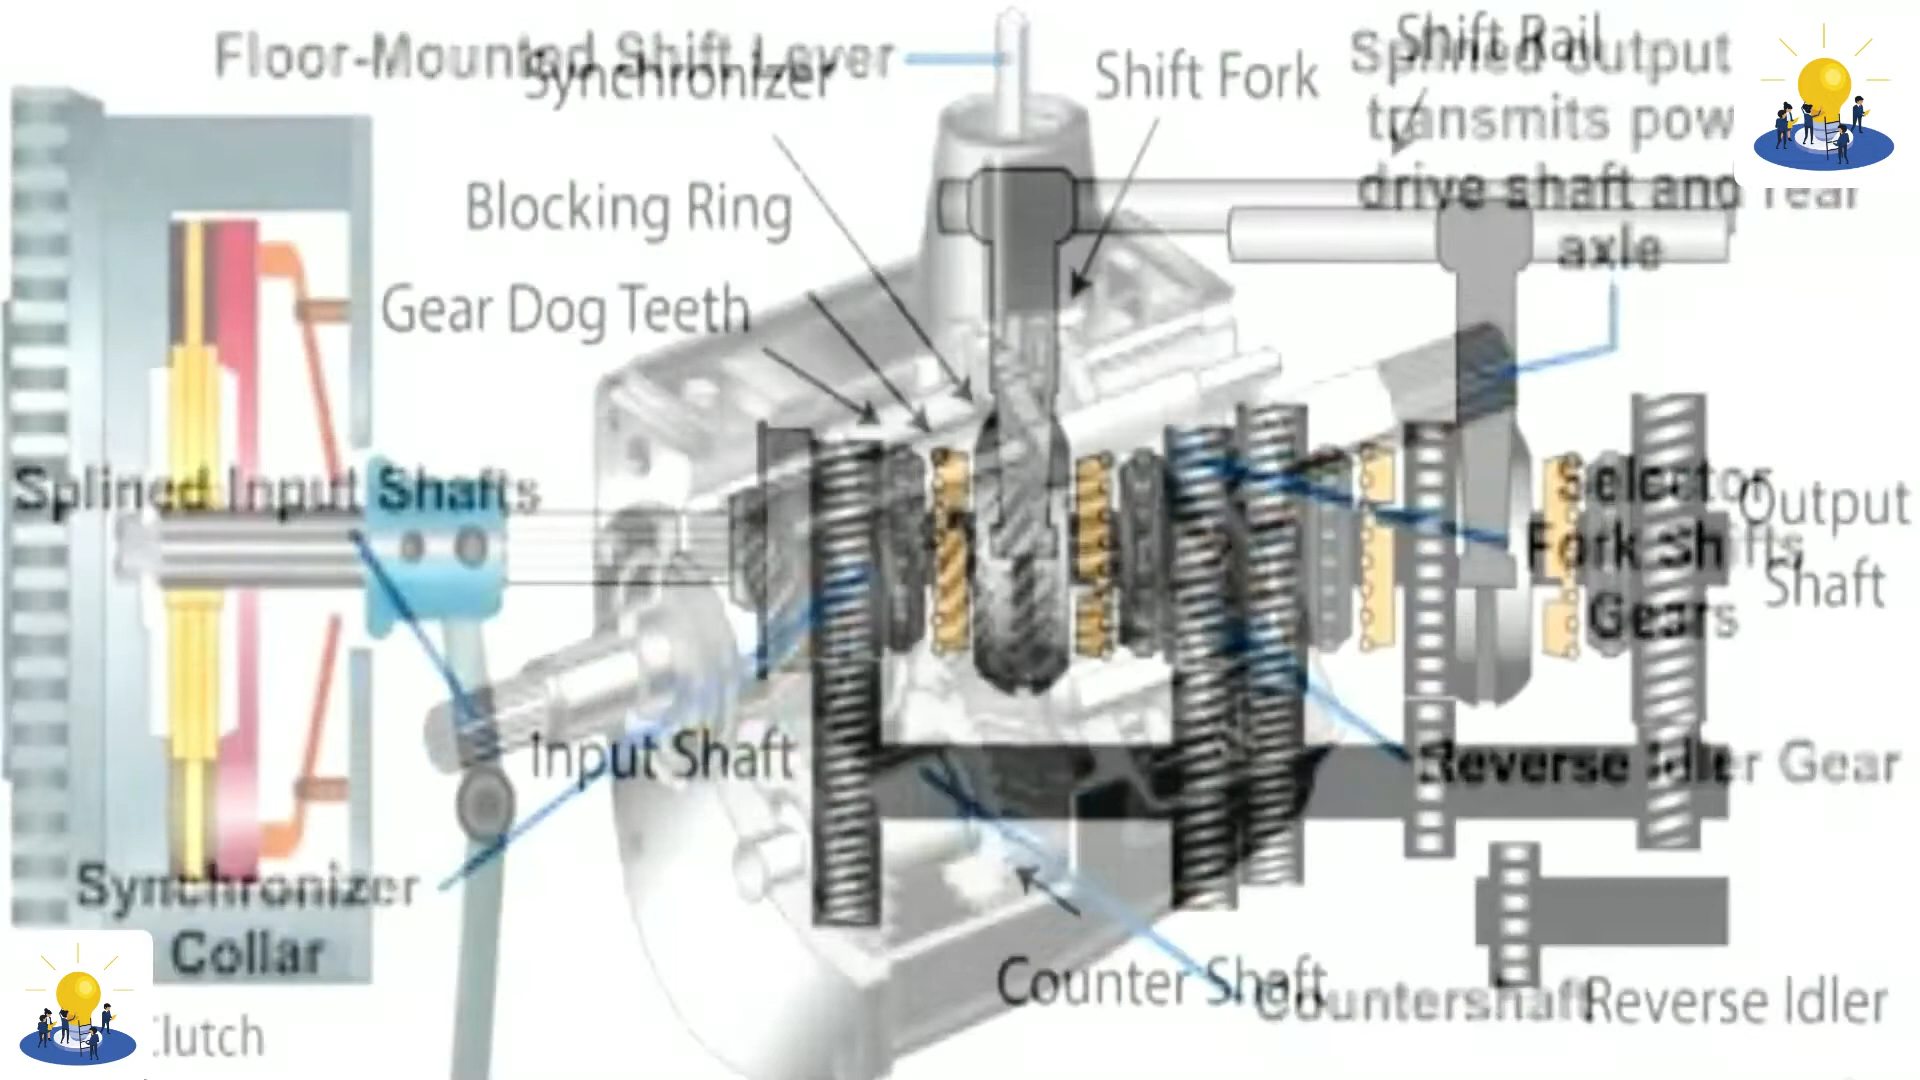 Floor-Mounted Shift Lever
Synchronizer
Shift Fork
Shift Rail
Splined output
transmits pow
drive shaft and rear
axle
Blocking Ring
Gear Dog Teeth
Splined Input Shafts
Selector
Fork Shifts
Gears
Output
Shaft
Input Shaft
Reverse Idler Gear
Synchronizer
Collar
Counter Shaft
Countershaft
Reverse Idler
Clutch